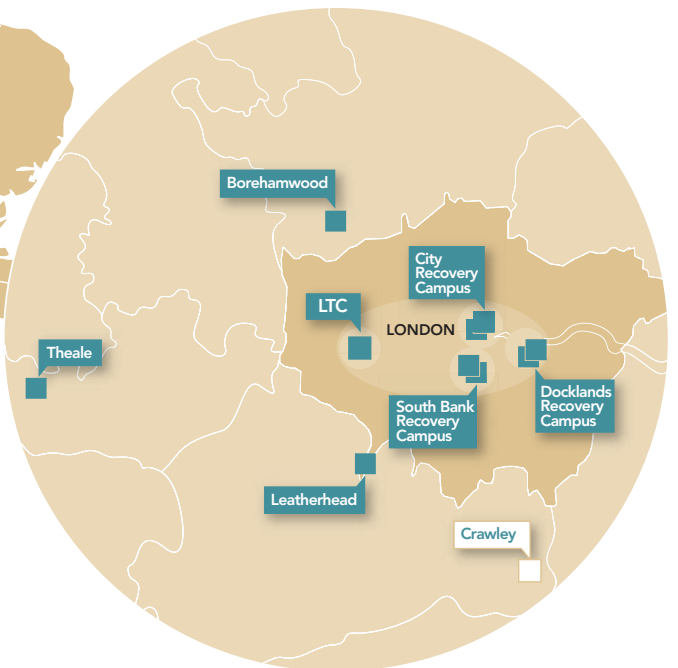 Borehamwood
City
Recovery
Campus
LTC
LONDON
Theale
South Bank
Recovery
Campus
Docklands
Recovery
Campus
Leatherhead
Crawley